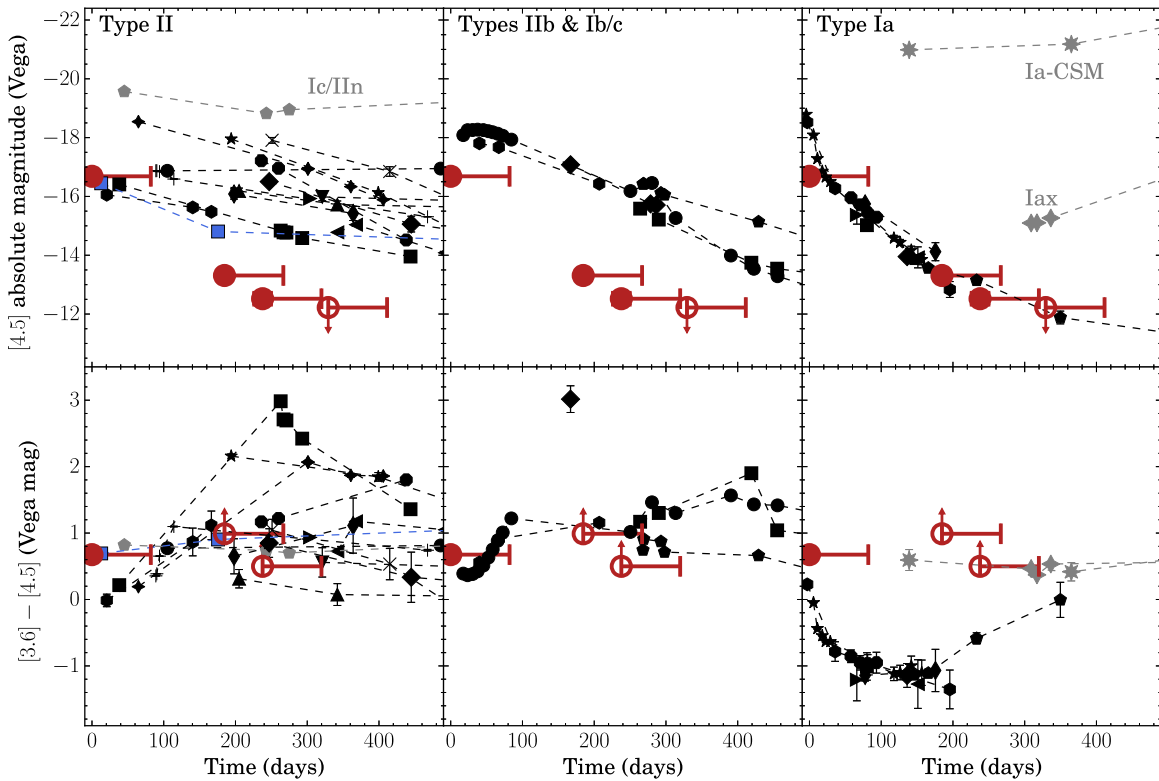 Type II
Types IIb & Ib/c
Type Ia
[4.5] absolute magnitude (Vega)
−22
−20
−18
−16
−14
−12
Ic/IIn
Ia-CSM
Iax
[3.6] − [4.5] (Vega mag)
3
2
1
0
−1
0 100 200 300 400
0 100 200 300 400
0 100 200 300 400
Time (days)
Time (days)
Time (days)